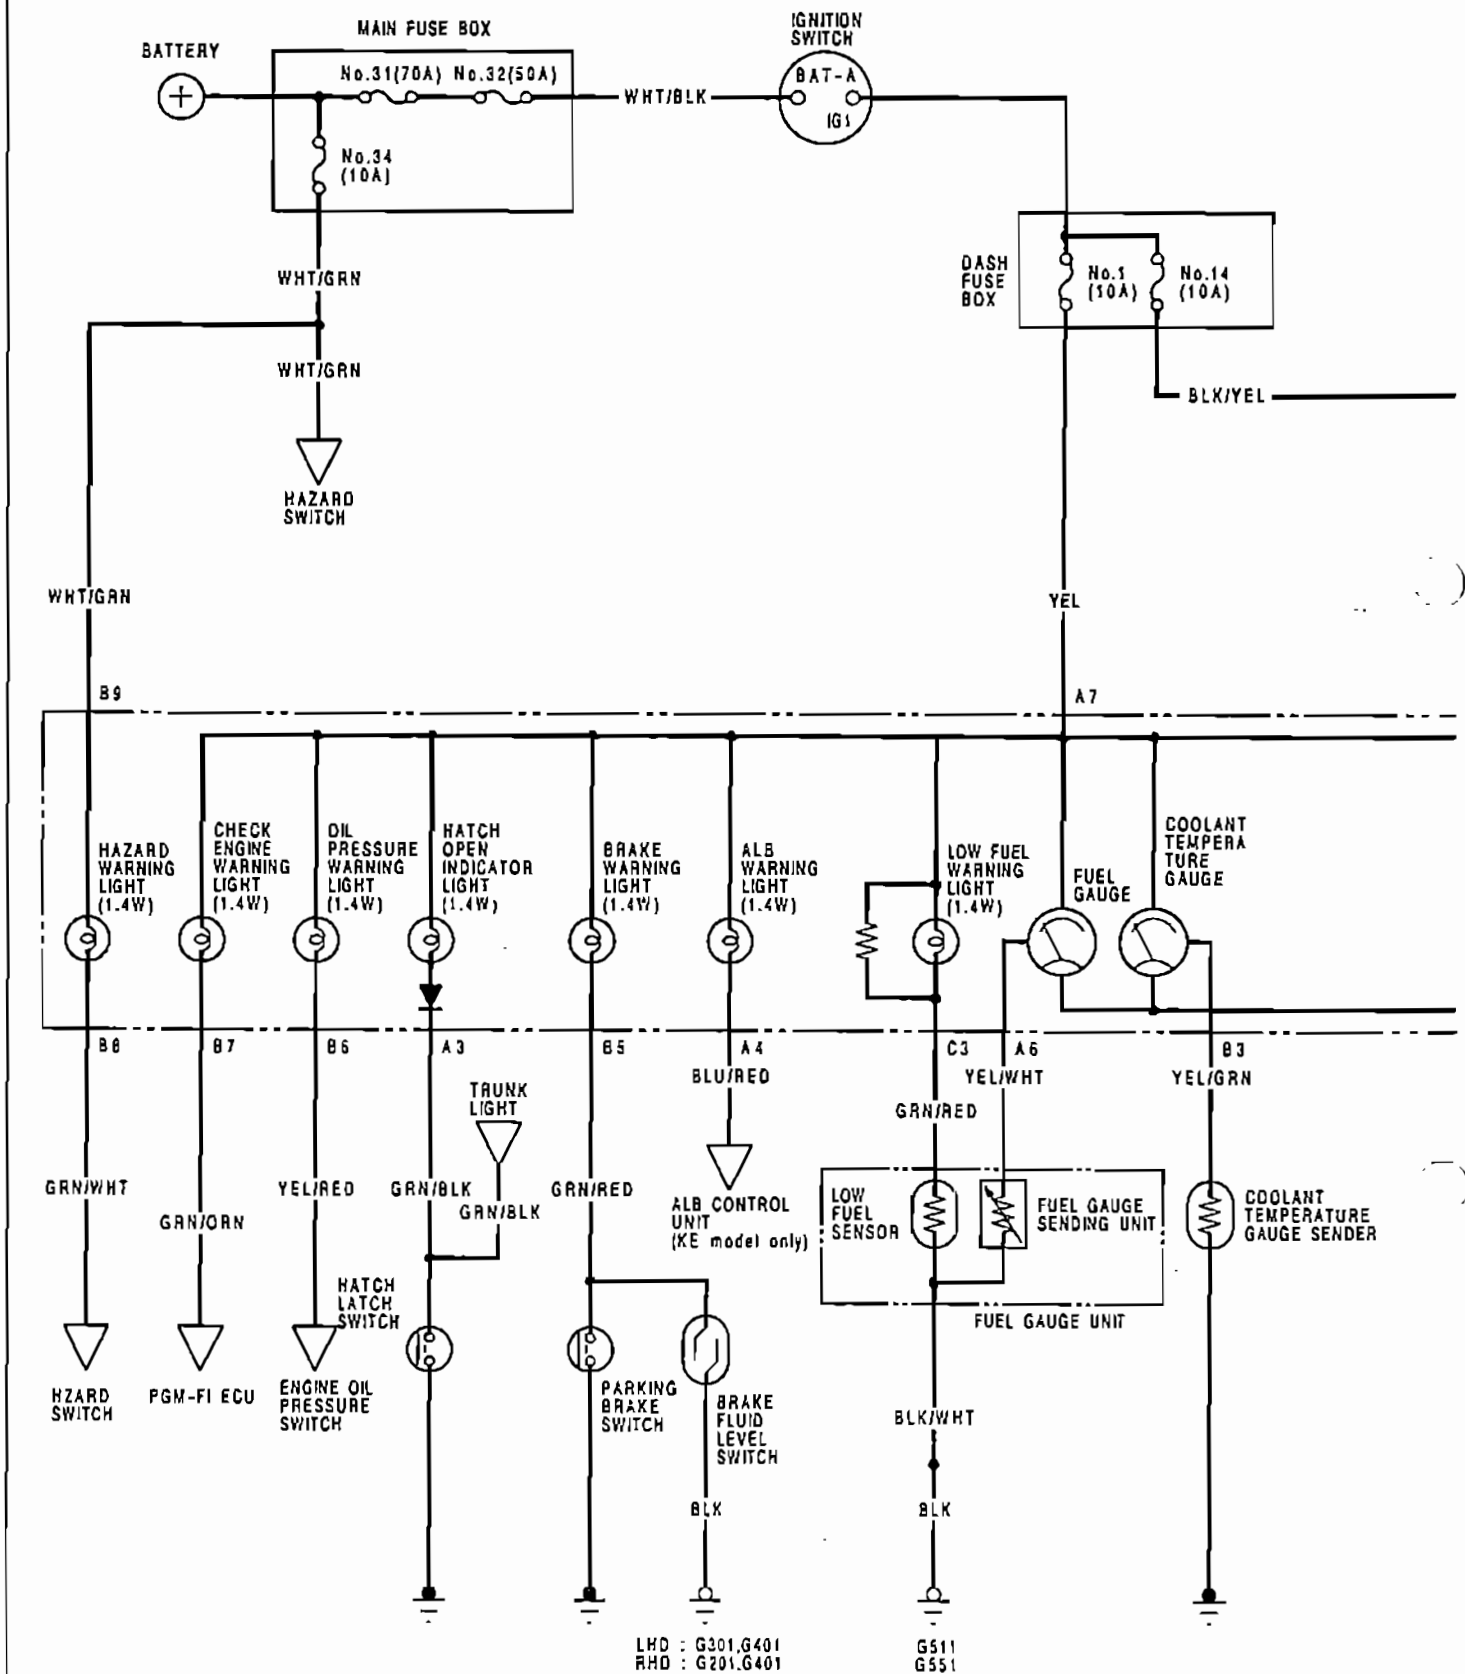 MAIN FUSE BOX
IGNITION
SWITCH
BATTERY
No.31(70A) No.32(50A)
BAT-A
WHT/BLK
IG1
No.34
(10A)
DASH
FUSE
BOX
No.1
(10A)
No.14
(10A)
WHT/GRN
WHT/GRN
BLK/YEL
HAZARD
SWITCH
WHT/GRN
YEL
B9
A7
HAZARD
WARNING
LIGHT
(1.4W)
CHECK
ENGINE
WARNING
LIGHT
(1.4W)
OIL
PRESSURE
WARNING
LIGHT
(1.4W)
HATCH
OPEN
INDICATOR
LIGHT
(1.4W)
BRAKE
WARNING
LIGHT
(1.4W)
ALB
WARNING
LIGHT
(1.4W)
LOW FUEL
WARNING
LIGHT
(1.4W)
FUEL
GAUGE
COOLANT
TEMPERA
TURE
GAUGE
B8
B7
B6
A3
B5
A4
C3
A6
B3
BLU/RED
YEL/WHT
YEL/GRN
TRUNK
LIGHT
GRN/RED
GRN/WHT
GRN/ORN
YEL/RED
GRN/BLK
GRN/BLK
GRN/RED
ALB CONTROL
UNIT
(KE model only)
LOW
FUEL
SENSOR
FUEL GAUGE
SENDING UNIT
COOLANT
TEMPERATURE
GAUGE SENDER
HATCH
LATCH
SWITCH
FUEL GAUGE UNIT
HZARD
SWITCH
PGM-FI ECU
ENGINE OIL
PRESSURE
SWITCH
PARKING
BRAKE
SWITCH
BRAKE
FLUID
LEVEL
SWITCH
BLK/WHT
BLK
BLK
LHD : G301,G401
RHD : G201,G401
G511
G551